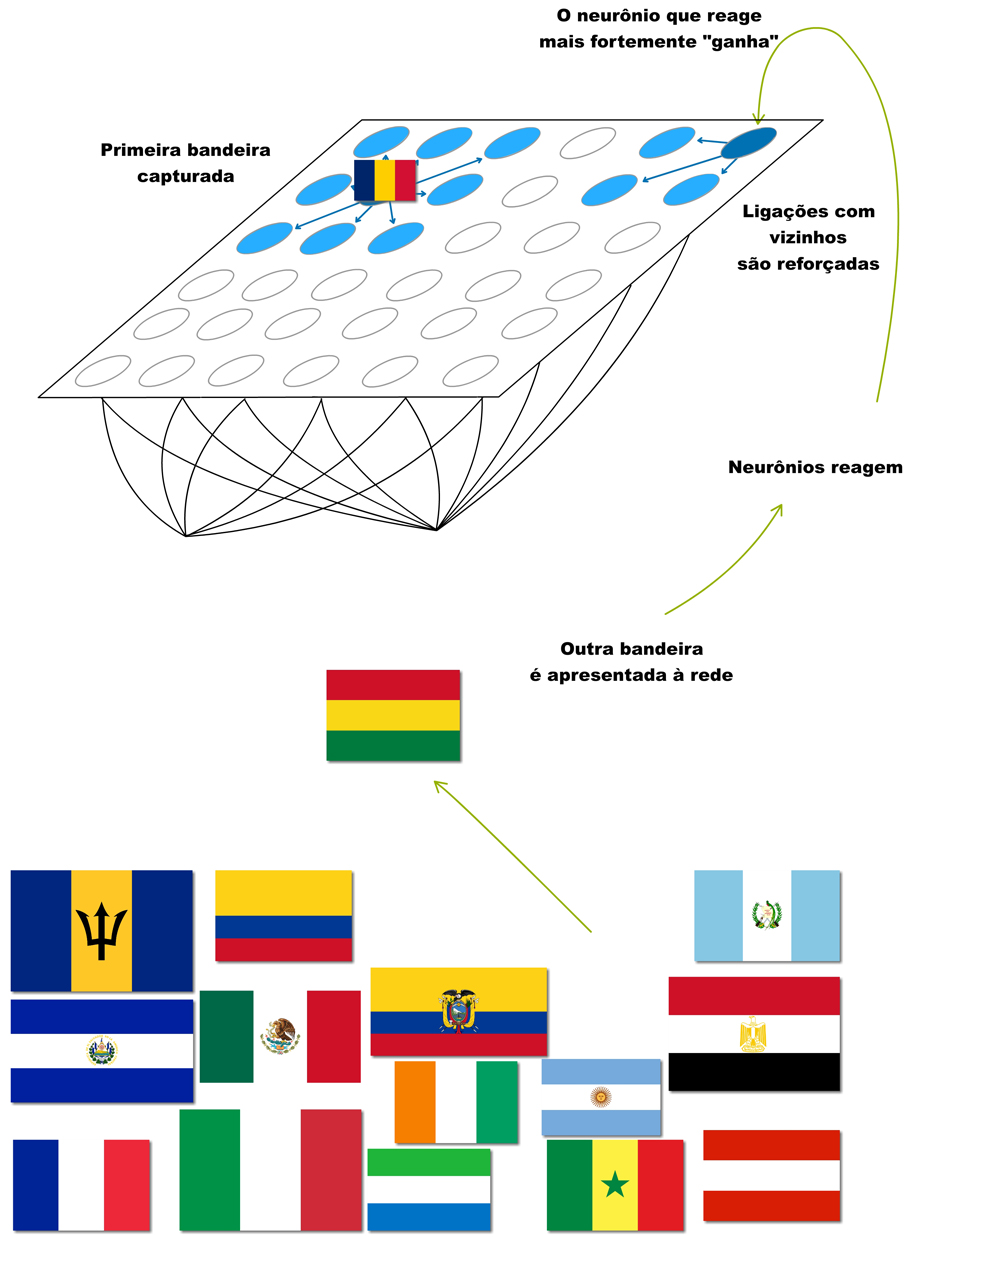 O neurônio que reage
mais fortemente "ganha"
Primeira bandeira
capturada
Ligações com
vizinhos
são reforçadas
Neurônios reagem
Outra bandeira
é apresentada à rede